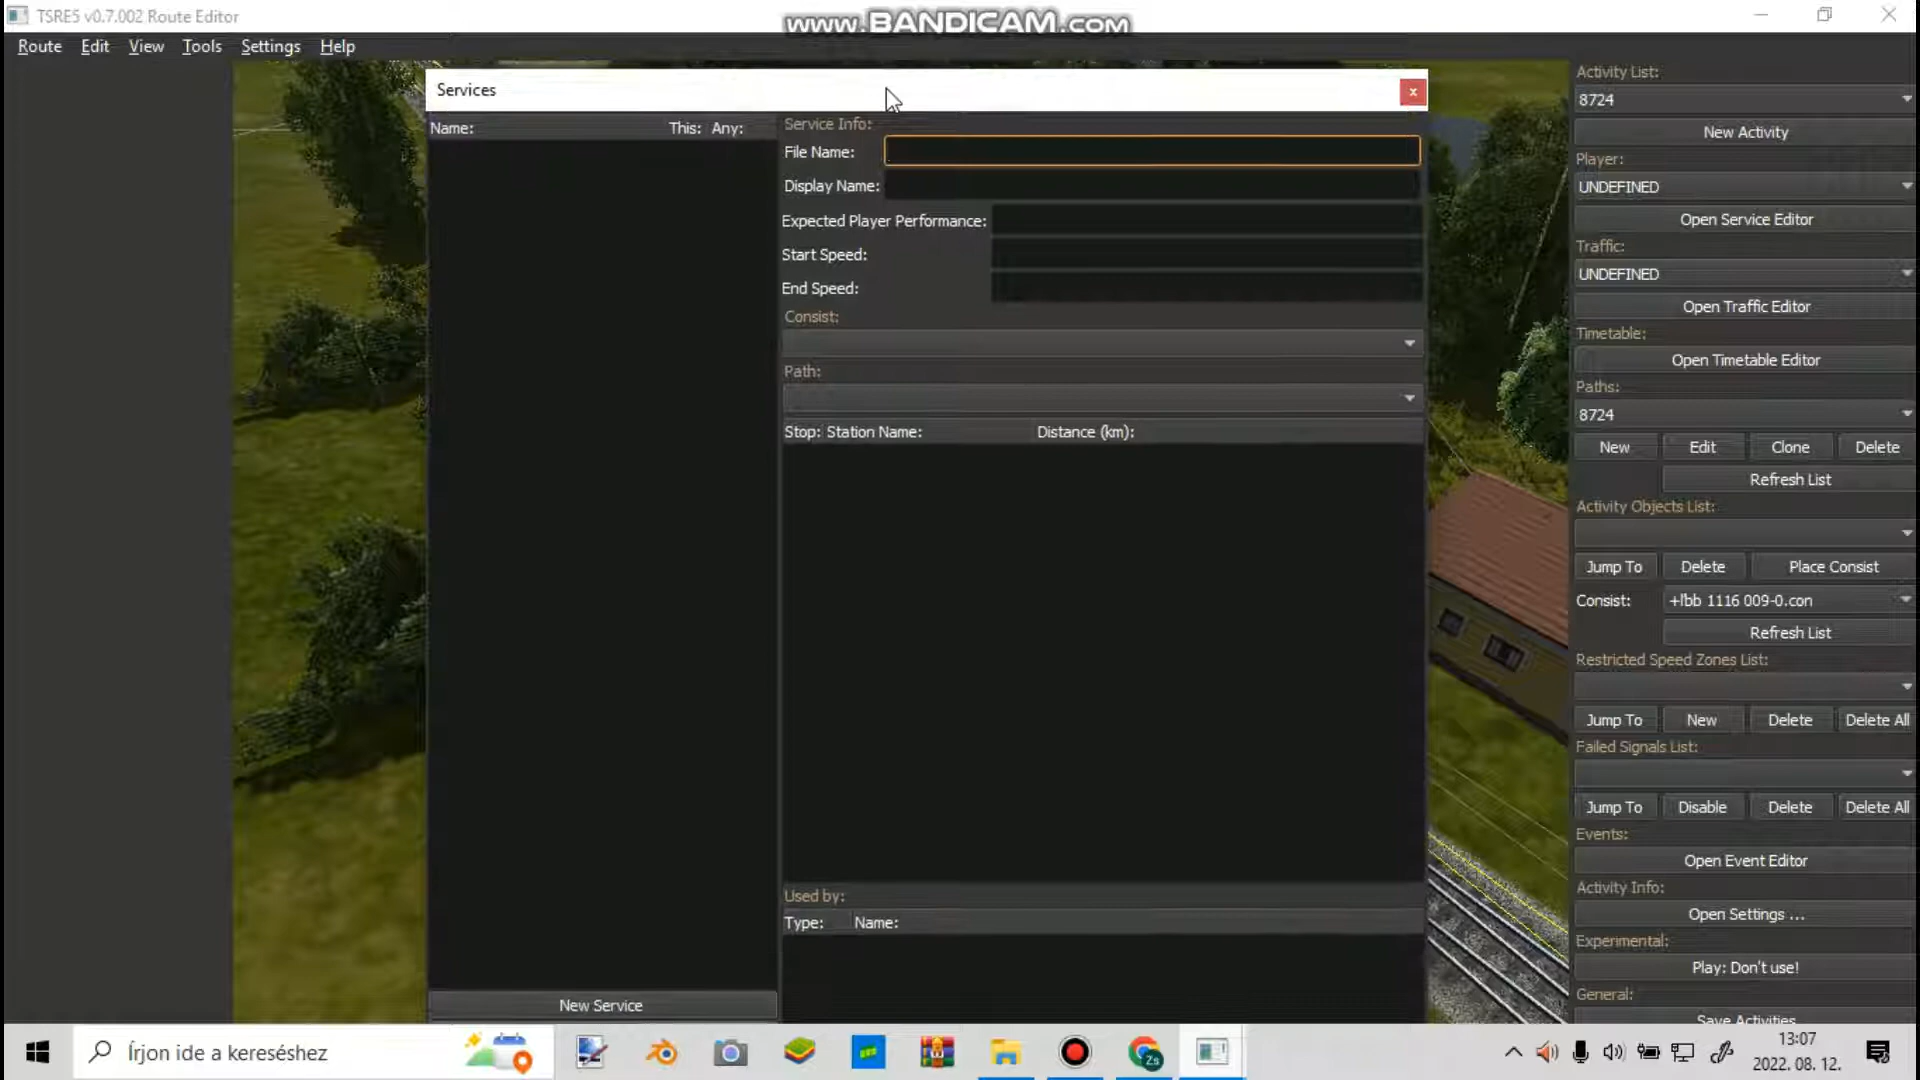 TSRE5 v0.7.002 Route Editor
www.BANDICAM.com
Route Edit View Tools Settings Help
Services
x
Name: This: Any:
Service Info:
File Name:
Display Name:
Expected Player Performance:
Start Speed:
End Speed:
Consist:
Path:
Stop: Station Name: Distance (km):
Used by:
Type: Name:
New Service
Activity List:
8724
New Activity
Player:
UNDEFINED
Open Service Editor
Traffic:
UNDEFINED
Open Traffic Editor
Timetable:
Open Timetable Editor
Paths:
8724
New Edit Clone Delete
Refresh List
Activity Objects List:
Jump To Delete Place Consist
Consist: +l'bb 1116 009-0.con
Refresh List
Restricted Speed Zones List:
Jump To New Delete Delete All
Failed Signals List:
Jump To Disable Delete Delete All
Events:
Open Event Editor
Activity Info:
Open Settings ...
Experimental:
Play: Don't use!
General:
Save Activities
Írjon ide a kereséshez
Zs
13:07
2022. 08. 12.